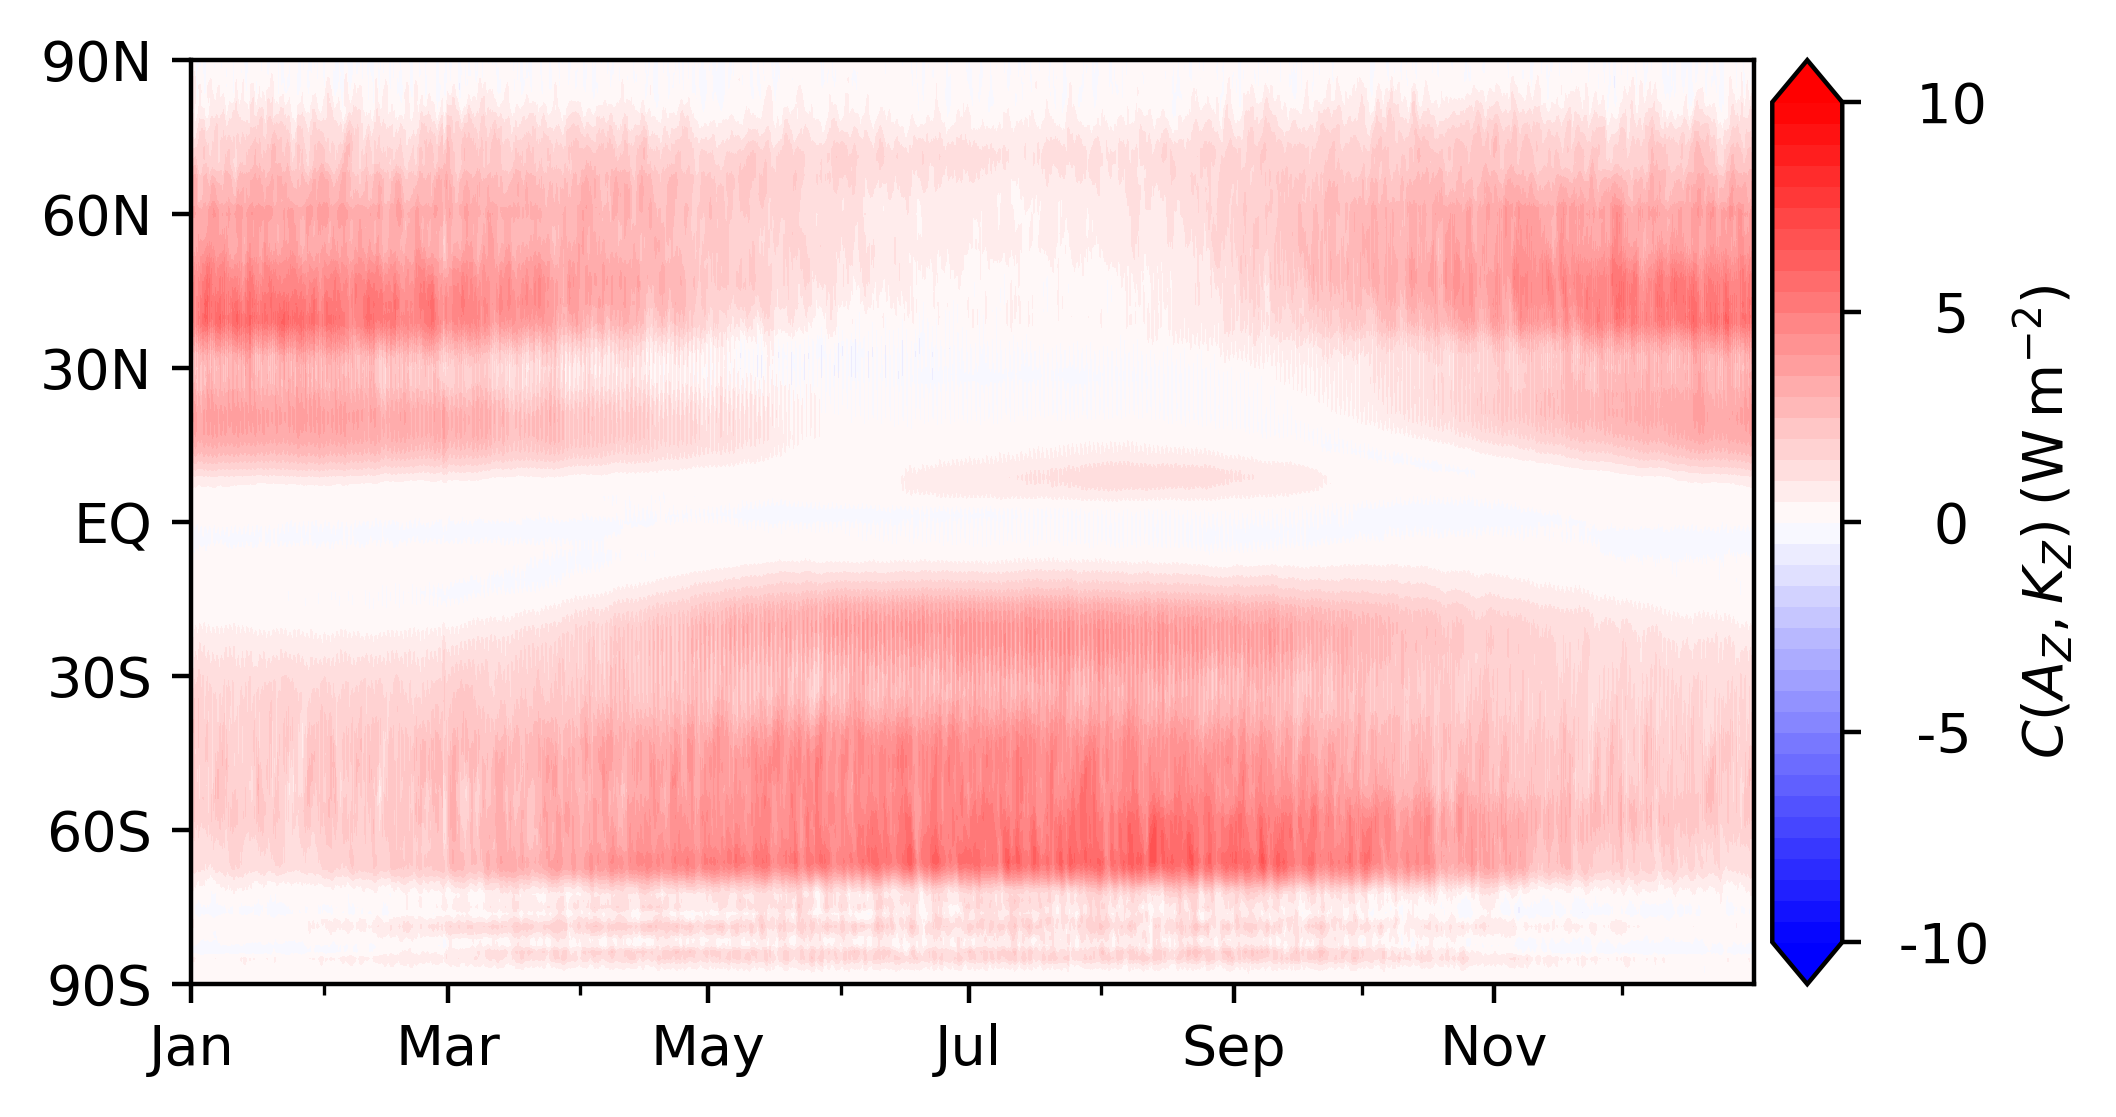 90N
60N
30N
EQ
30S
60S
90S
Jan Mar May Jul Sep Nov
10
5
0
-5
-10
C(A_Z, K_Z) (W m⁻²)